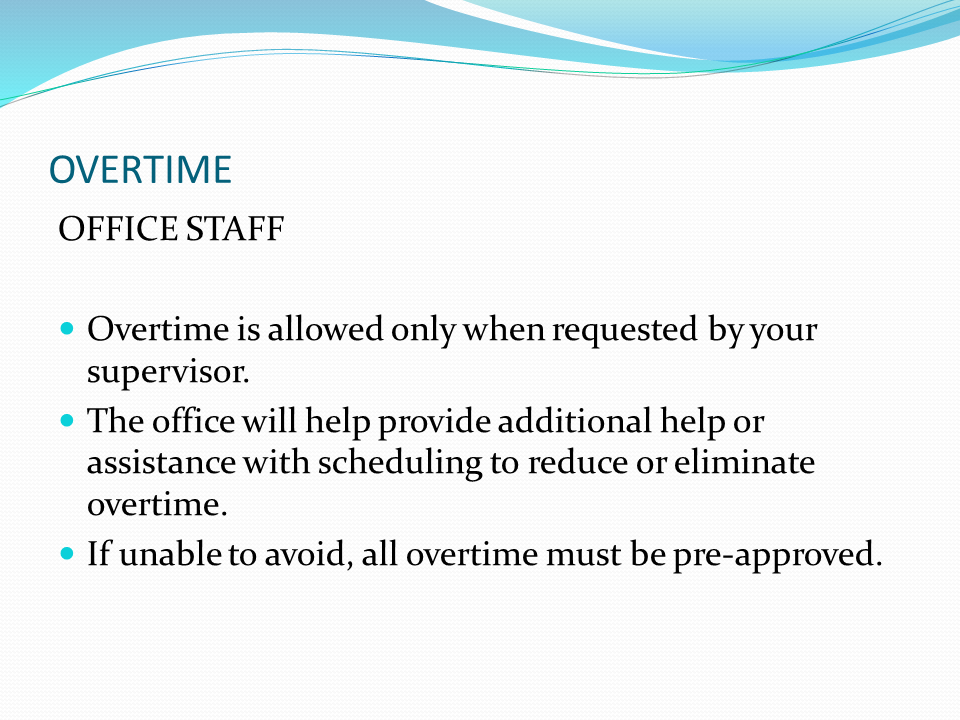 OVERTIME
OFFICE STAFF
Overtime is allowed only when requested by your
supervisor.
The office will help provide additional help or
assistance with scheduling to reduce or eliminate
overtime.
If unable to avoid, all overtime must be pre-approved.